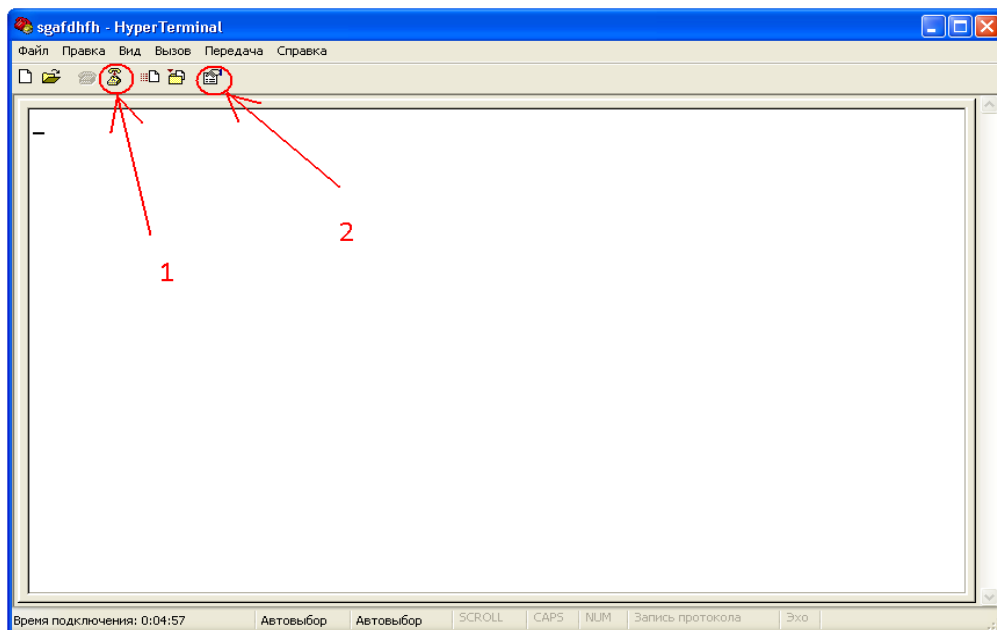 sgafdhfh - HyperTerminal
Файл Правка Вид Вызов Передача Справка
2
1
Время подключения: 0:04:57 Автовыбор Автовыбор SCROLL CAPS NUM Запись протокола Эхо